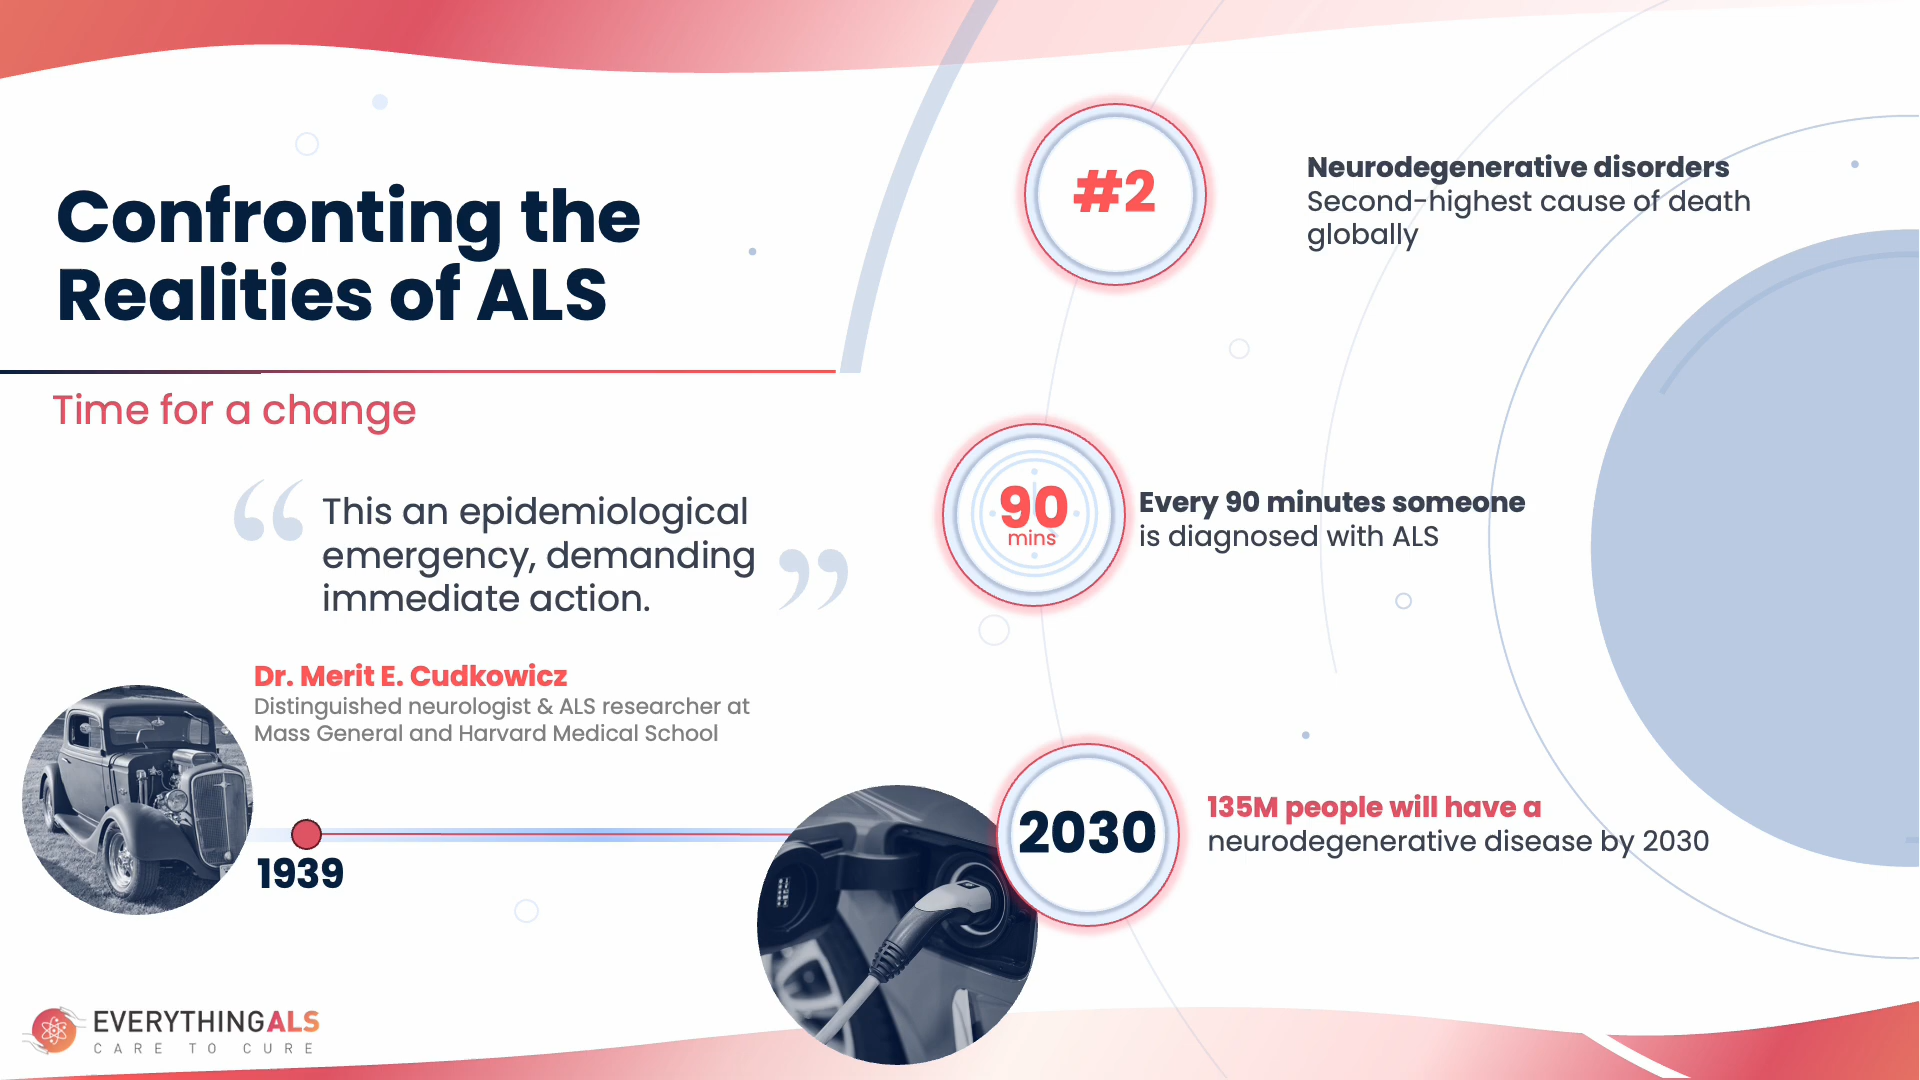 Confronting the
Realities of ALS
Time for a change
“This an epidemiological
emergency, demanding
immediate action.”
Dr. Merit E. Cudkowicz
Distinguished neurologist & ALS researcher at
Mass General and Harvard Medical School
1939
#2
Neurodegenerative disorders
Second-highest cause of death
globally
90
mins
Every 90 minutes someone
is diagnosed with ALS
2030
135M people will have a
neurodegenerative disease by 2030
EVERYTHINGALS
CARE TO CURE